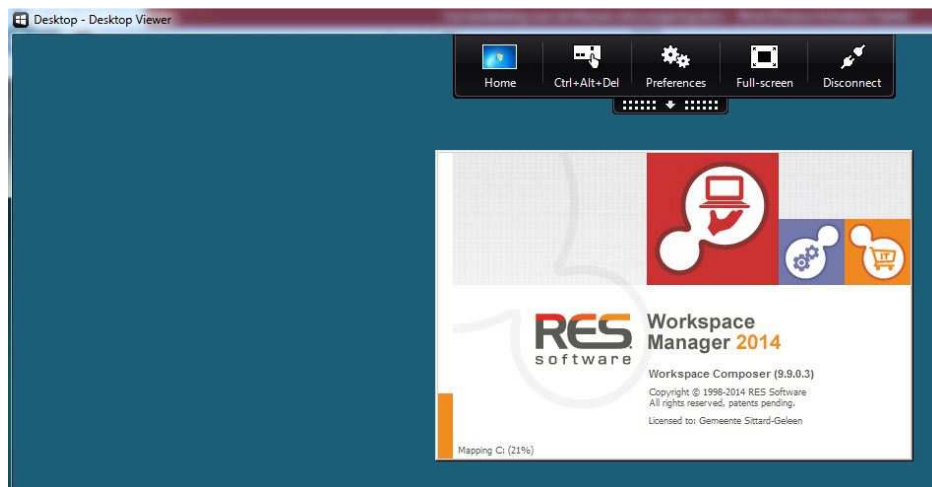 Desktop - Desktop Viewer
Home Ctrl+Alt+Del Preferences Full-screen Disconnect
IT
RES
software
Workspace
Manager 2014
Workspace Composer (9.9.0.3)
Copyright © 1998-2014 RES Software
All rights reserved, patents pending.
Licensed to: Gemeente Sittard-Geleen
Mapping C: (21%)